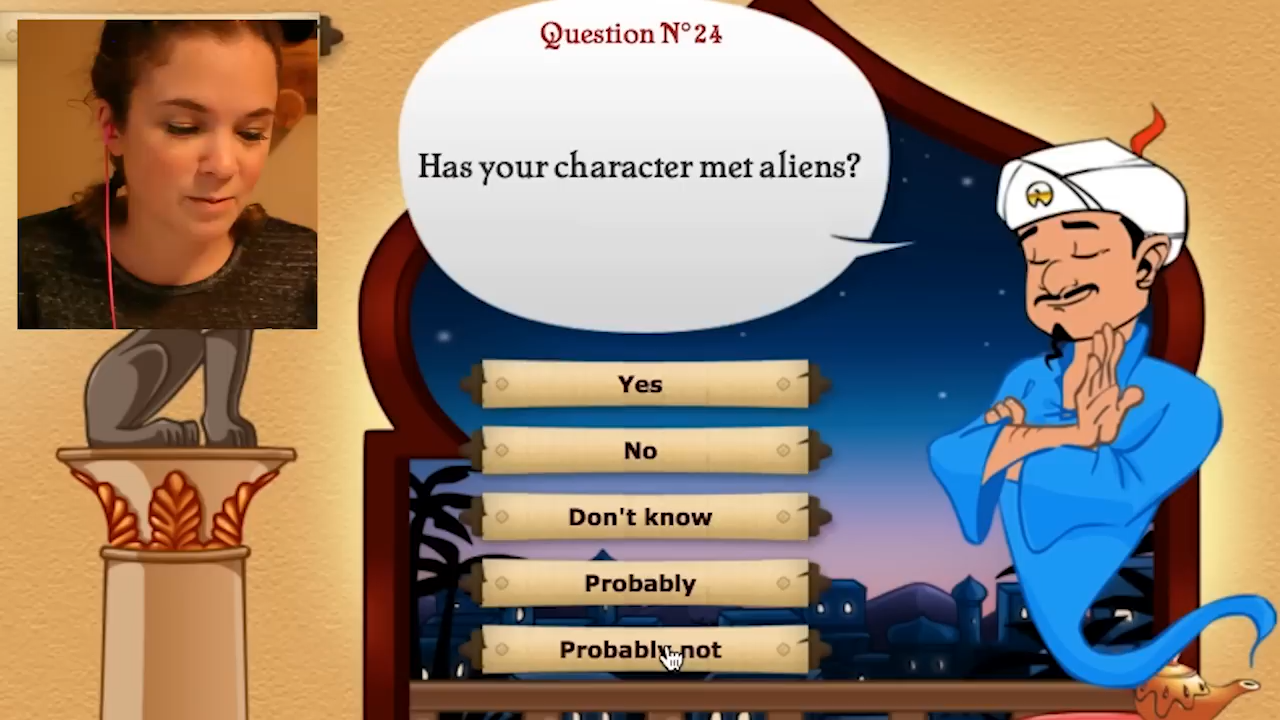 Question N°24
Has your character met aliens?
Yes
No
Don't know
Probably
Probably not